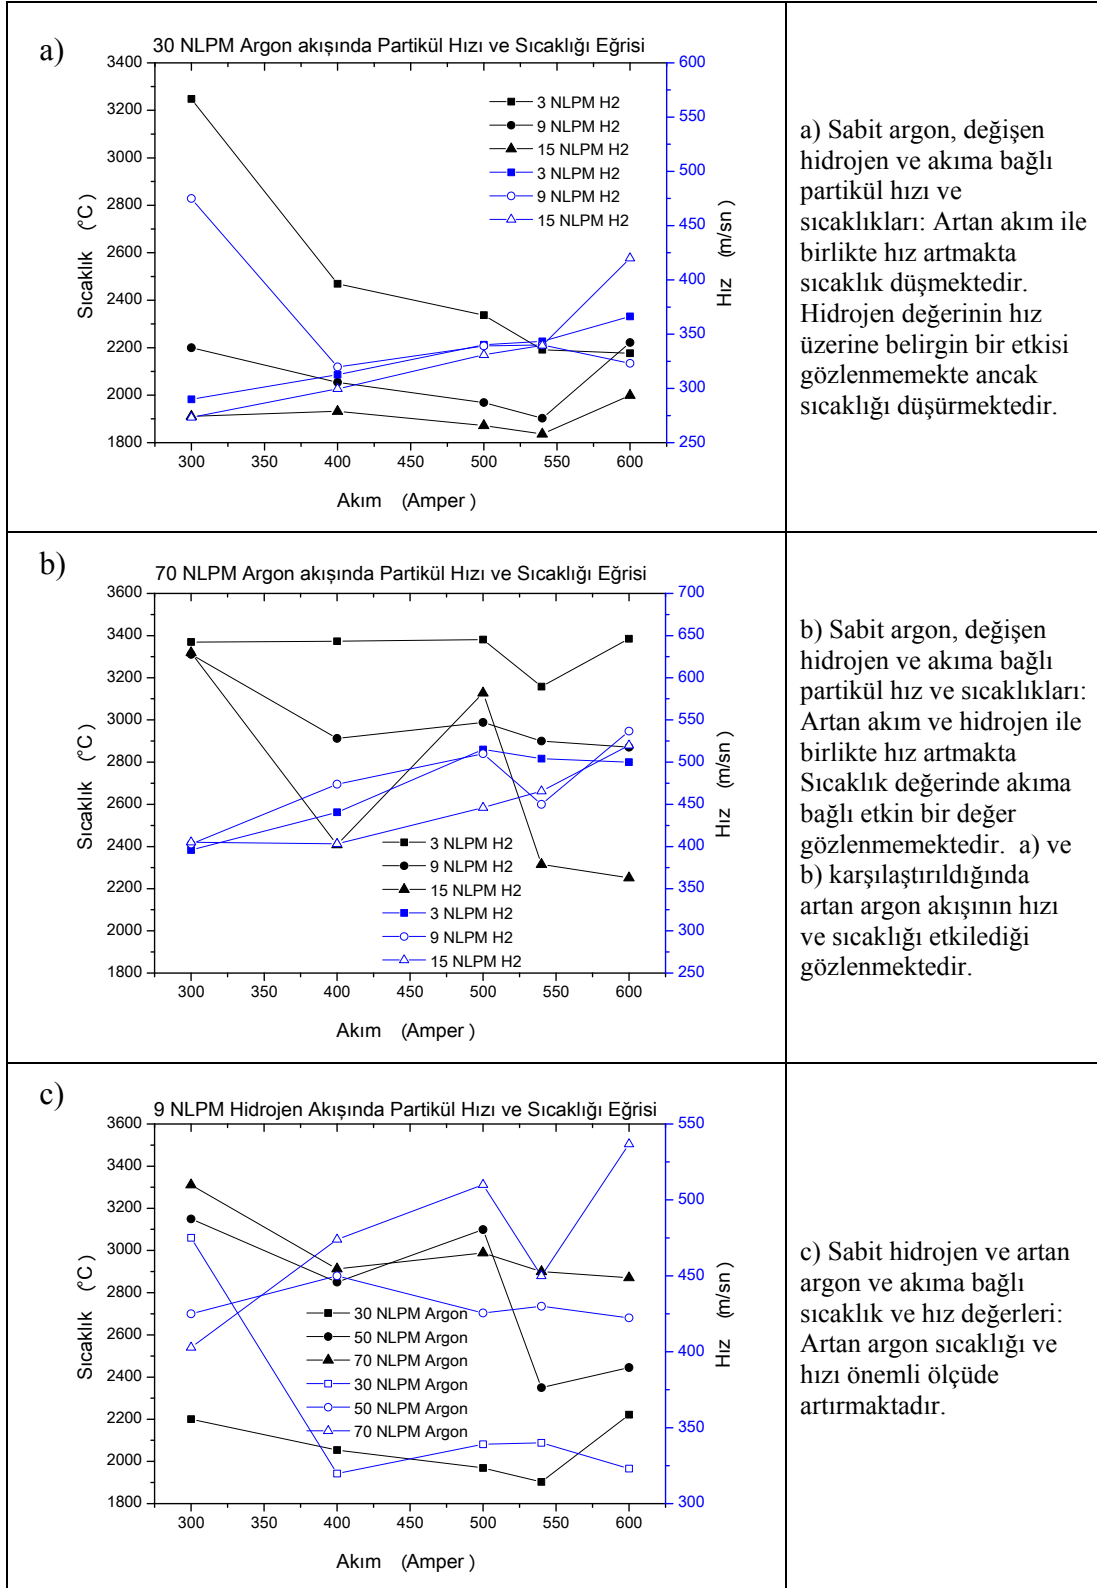 a)
30 NLPM Argon akışında Partikül Hızı ve Sıcaklığı Eğrisi
3400
3200
3000
2800
2600
2400
2200
2000
1800
Sıcaklık (°C)
600
550
500
450
400
350
300
250
Hız (m/sn)
3 NLPM H2
9 NLPM H2
15 NLPM H2
3 NLPM H2
9 NLPM H2
15 NLPM H2
300 350 400 450 500 550 600
Akım (Amper)
a) Sabit argon, değişen
hidrojen ve akıma bağlı
partikül hızı ve
sıcaklıkları: Artan akım ile
birlikte hız artmakta
sıcaklık düşmektedir.
Hidrojen değerinin hız
üzerine belirgin bir etkisi
gözlenmemekte ancak
sıcaklığı düşürmektedir.
b)
70 NLPM Argon akışında Partikül Hızı ve Sıcaklığı Eğrisi
3600
3400
3200
3000
2800
2600
2400
2200
2000
1800
Sıcaklık (°C)
700
650
600
550
500
450
400
350
300
250
Hız (m/sn)
3 NLPM H2
9 NLPM H2
15 NLPM H2
3 NLPM H2
9 NLPM H2
15 NLPM H2
300 350 400 450 500 550 600
Akım (Amper)
b) Sabit argon, değişen
hidrojen ve akıma bağlı
partikül hız ve sıcaklıkları:
Artan akım ve hidrojen ile
birlikte hız artmakta
Sıcaklık değerinde akıma
bağlı etkin bir değer
gözlenmemektedir. a) ve
b) karşılaştırıldığında
artan argon akışının hızı
ve sıcaklığı etkilediği
gözlenmektedir.
c)
9 NLPM Hidrojen Akışında Partikül Hızı ve Sıcaklığı Eğrisi
3600
3400
3200
3000
2800
2600
2400
2200
2000
1800
Sıcaklık (°C)
550
500
450
400
350
300
Hız (m/sn)
30 NLPM Argon
50 NLPM Argon
70 NLPM Argon
30 NLPM Argon
50 NLPM Argon
70 NLPM Argon
300 350 400 450 500 550 600
Akım (Amper)
c) Sabit hidrojen ve artan
argon ve akıma bağlı
sıcaklık ve hız değerleri:
Artan argon sıcaklığı ve
hızı önemli ölçüde
artırmaktadır.